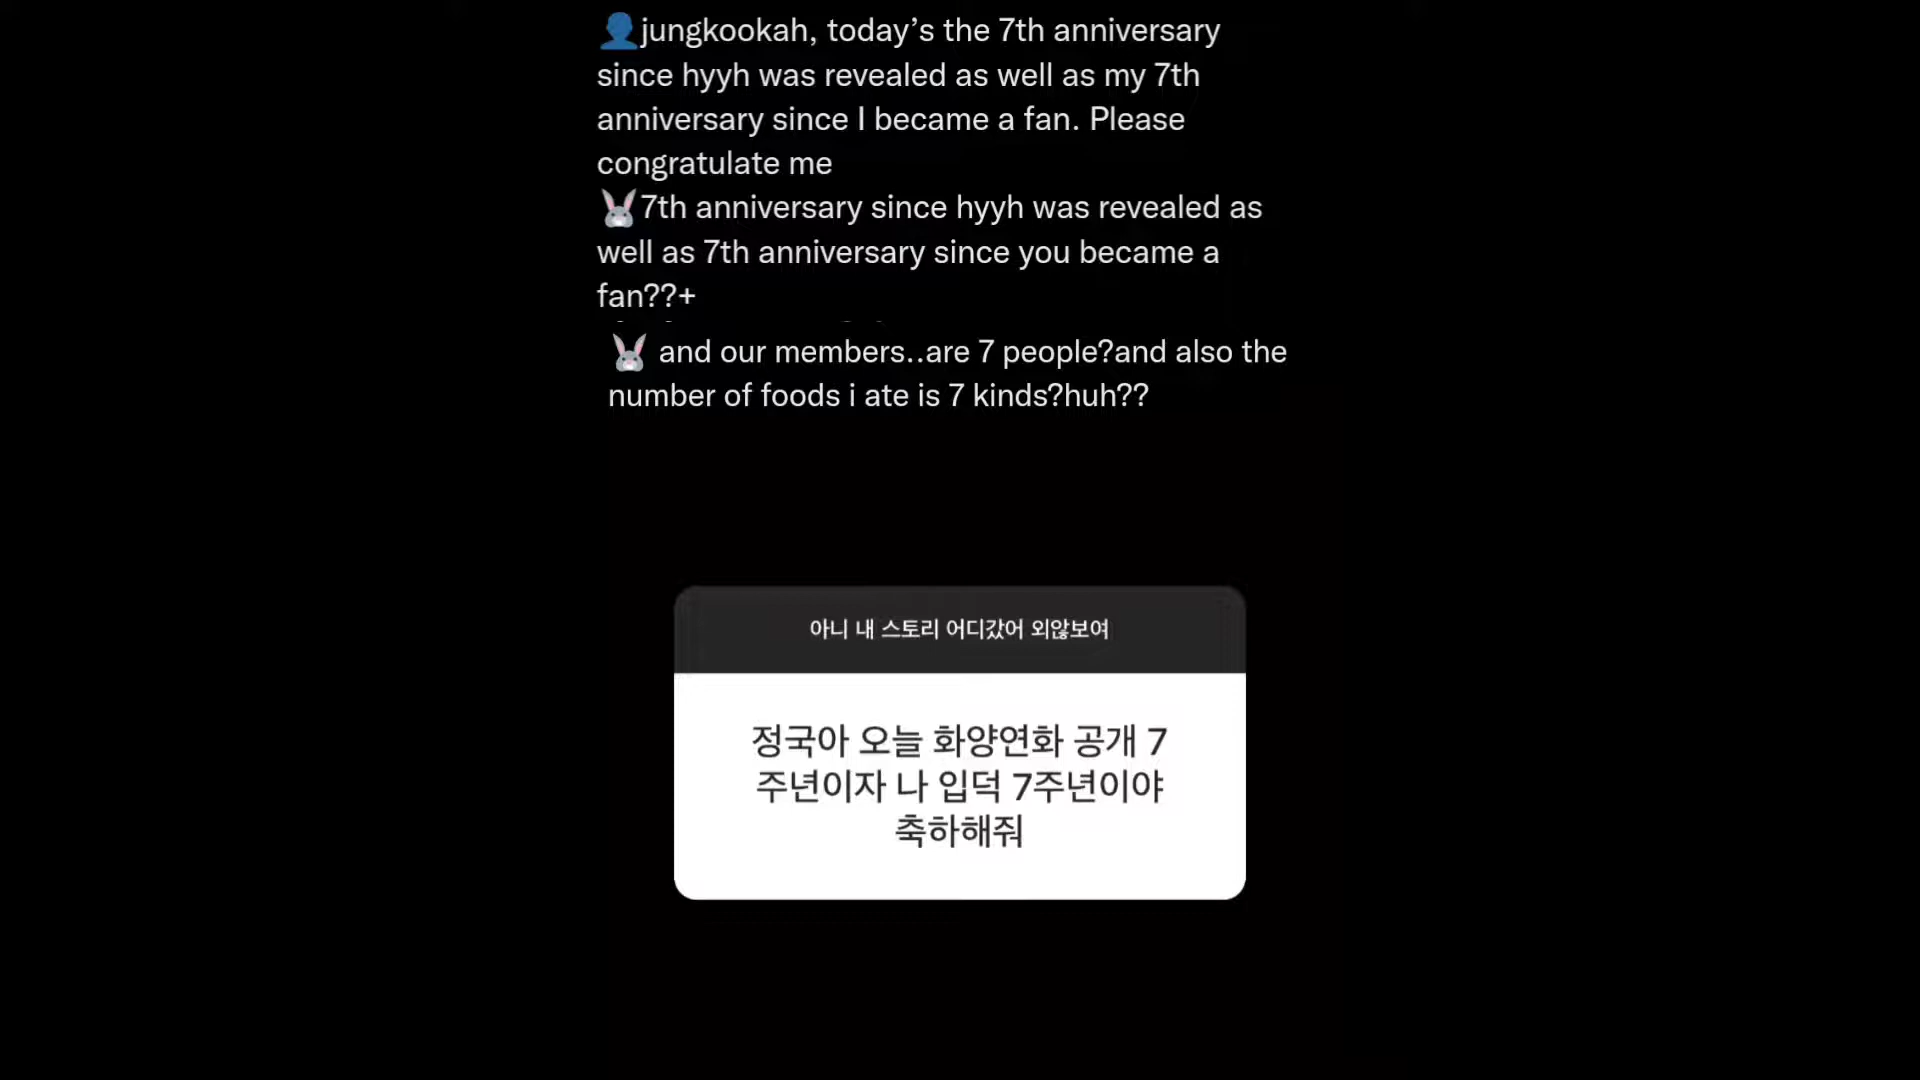 👤jungkookah, today’s the 7th anniversary
since hyyh was revealed as well as my 7th
anniversary since I became a fan. Please
congratulate me
🐰7th anniversary since hyyh was revealed as
well as 7th anniversary since you became a
fan??+
🐰 and our members..are 7 people?and also the
number of foods i ate is 7 kinds?huh??
아니 내 스토리 어디갔어 외않보여
정국아 오늘 화양연화 공개 7
주년이자 나 입덕 7주년이야
축하해줘